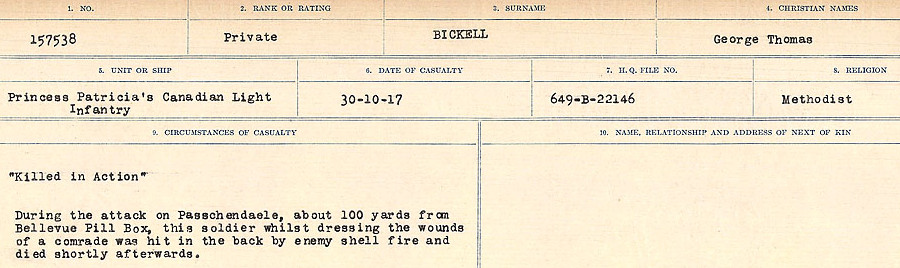 1. NO.
2. RANK OR RATING
3. SURNAME
4. CHRISTIAN NAMES
157538
Private
BICKELL
George Thomas
5. UNIT OR SHIP
6. DATE OF CASUALTY
7. H.Q. FILE NO.
8. RELIGION
Princess Patricia's Canadian Light
Infantry
30-10-17
649-B-22146
Methodist
9. CIRCUMSTANCES OF CASUALTY
10. NAME, RELATIONSHIP AND ADDRESS OF NEXT OF KIN
"Killed in Action"
During the attack on Passchendaele, about 100 yards from
Bellevue Pill Box, this soldier whilst dressing the wounds
of a comrade was hit in the back by enemy shell fire and
died shortly afterwards.